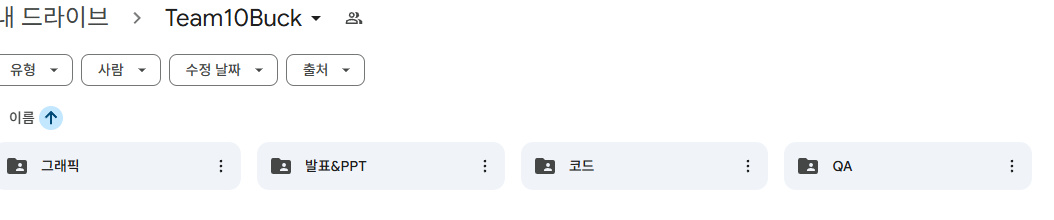 내 드라이브 > Team10Buck
유형 사람 수정 날짜 출처
이름
그래픽 발표&PPT 코드 QA